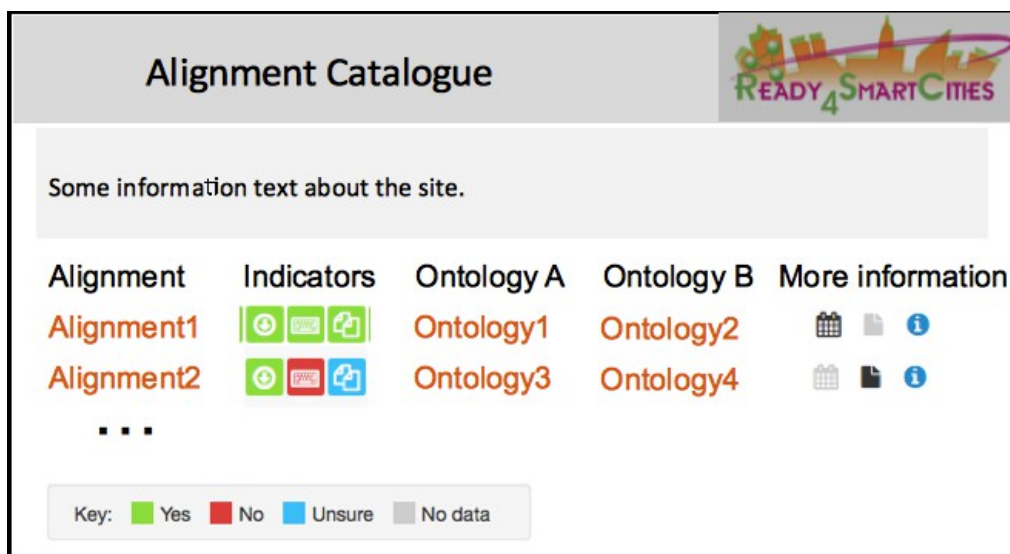 Alignment Catalogue
READY4SMARTCITIES
Some information text about the site.
Alignment Indicators Ontology A Ontology B More information
Alignment1 Ontology1 Ontology2
Alignment2 Ontology3 Ontology4
...
Key: Yes No Unsure No data